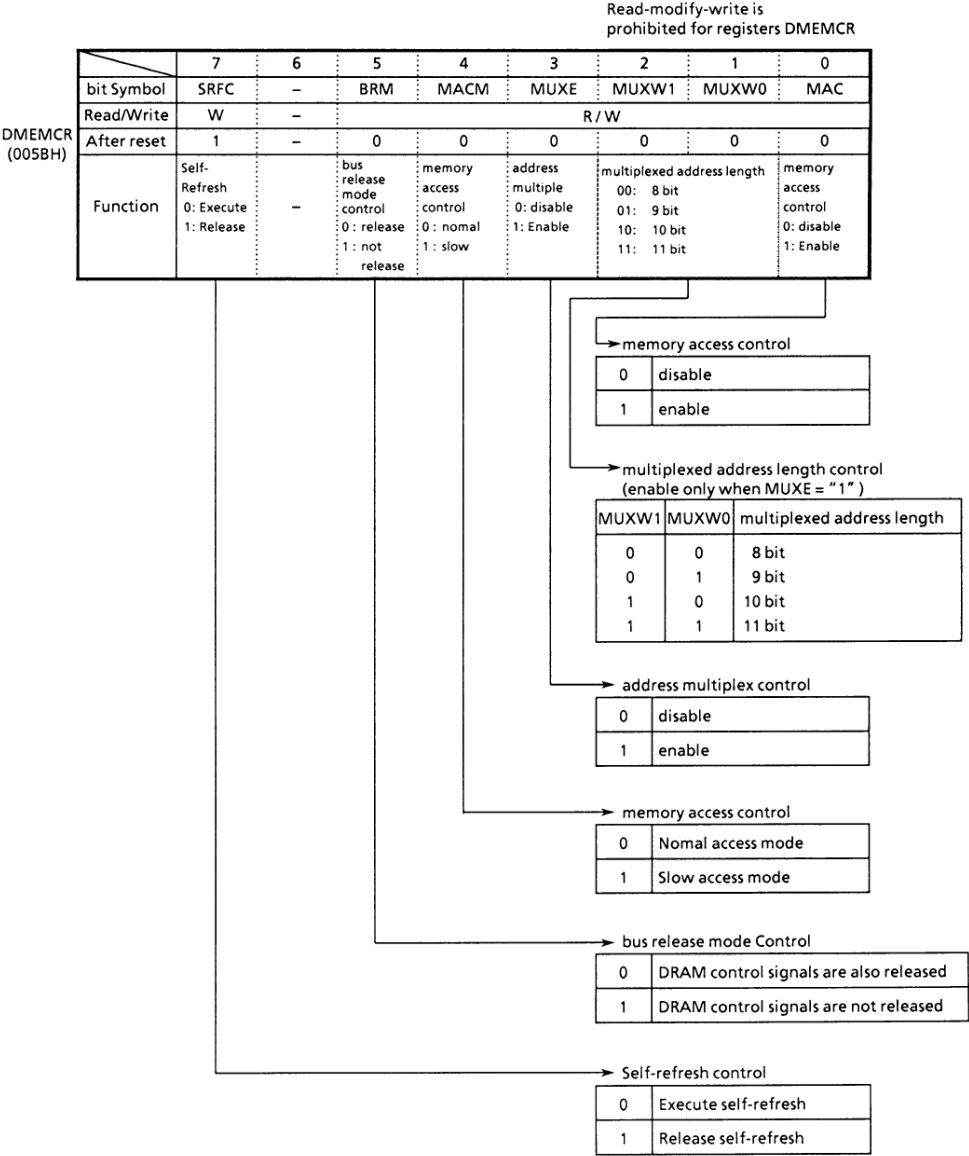 Read-modify-write is
prohibited for registers DMEMCR
7 6 5 4 3 2 1 0
bit Symbol SRFC – BRM MACM MUXE MUXW1 MUXW0 MAC
Read/Write W – R / W
DMEMCR
(005BH)
After reset 1 – 0 0 0 0 0 0
Function
Self-
Refresh
0: Execute
1: Release
–
bus
release
mode
control
0 : release
1 : not
release
memory
access
control
0 : nomal
1 : slow
address
multiple
0: disable
1: Enable
multiplexed address length
00: 8 bit
01: 9 bit
10: 10 bit
11: 11 bit
memory
access
control
0: disable
1: Enable
memory access control
0 disable
1 enable
multiplexed address length control
(enable only when MUXE = "1" )
MUXW1 MUXW0 multiplexed address length
0 0 8 bit
0 1 9 bit
1 0 10 bit
1 1 11 bit
address multiplex control
0 disable
1 enable
memory access control
0 Nomal access mode
1 Slow access mode
bus release mode Control
0 DRAM control signals are also released
1 DRAM control signals are not released
Self-refresh control
0 Execute self-refresh
1 Release self-refresh